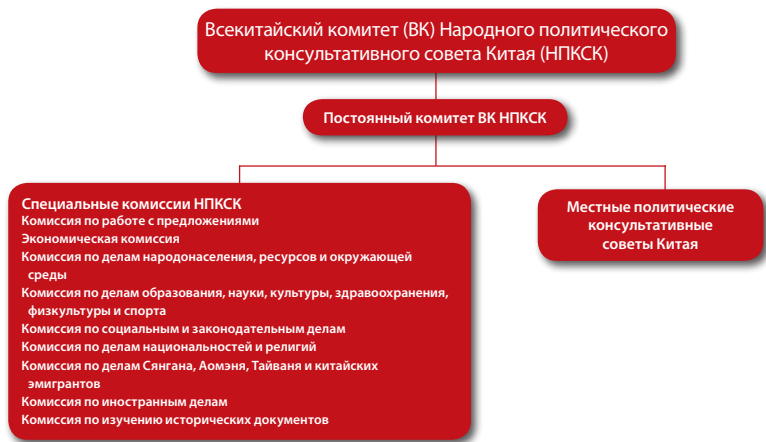 Всекитайский комитет (ВК) Народного политического
консультативного совета Китая (НПКСК)
Постоянный комитет ВК НПКСК
Специальные комиссии НПКСК
Комиссия по работе с предложениями
Экономическая комиссия
Комиссия по делам народонаселения, ресурсов и окружающей
среды
Комиссия по делам образования, науки, культуры, здравоохранения,
физкультуры и спорта
Комиссия по социальным и законодательным делам
Комиссия по делам национальностей и религий
Комиссия по делам Сянгана, Аомэня, Тайваня и китайских
эмигрантов
Комиссия по иностранным делам
Комиссия по изучению исторических документов
Местные политические
консультативные
советы Китая